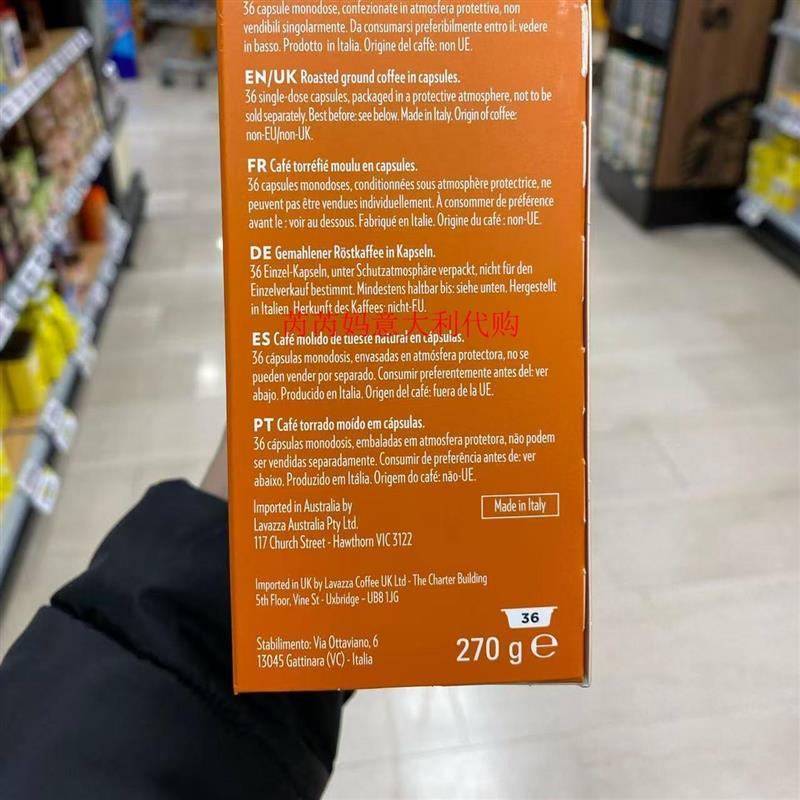 36 capsule monodose, confezionate in atmosfera protettiva, non
vendibili singolarmente. Da consumarsi preferibilmente entro il: vedere
in basso. Prodotto in Italia. Origine del caffè: non UE.
EN/UK Roasted ground coffee in capsules.
36 single-dose capsules, packaged in a protective atmosphere, not to be
sold separately. Best before: see below. Made in Italy. Origin of coffee:
non-EU/non-UK.
FR Café torréfié moulu en capsules.
36 capsules monodoses, conditionnées sous atmosphère protectrice, ne
peuvent pas être vendues individuellement. À consommer de préférence
avant le : voir au dessous. Fabriqué en Italie. Origine du café : non-UE.
DE Gemahlener Röstkaffee in Kapseln.
36 Einzel-Kapseln, unter Schutzatmosphäre verpackt, nicht für den
Einzelverkauf bestimmt. Mindestens haltbar bis: siehe unten. Hergestellt
in Italien. Herkunft des Kaffees: nicht-EU.
芮芮妈意大利代购
ES Café molido de tueste natural en cápsulas.
36 cápsulas monodosis, envasadas en atmósfera protectora, no se
pueden vender por separado. Consumir preferentemente antes del: ver
abajo. Producido en Italia. Origen del café: fuera de la UE.
PT Café torrado moído em cápsulas.
36 cápsulas monodosis, embaladas em atmosfera protetora, não podem
ser vendidas separadamente. Consumir de preferência antes de: ver
abaixo. Produzido em Itália. Origem do café: não-UE.
Imported in Australia by
Lavazza Australia Pty Ltd.
117 Church Street - Hawthorn VIC 3122
Made in Italy
Imported in UK by Lavazza Coffee UK Ltd - The Charter Building
5th Floor, Vine St - Uxbridge - UB8 1JG
36
Stabilimento: Via Ottaviano, 6
13045 Gattinara (VC) - Italia
270 g ℮